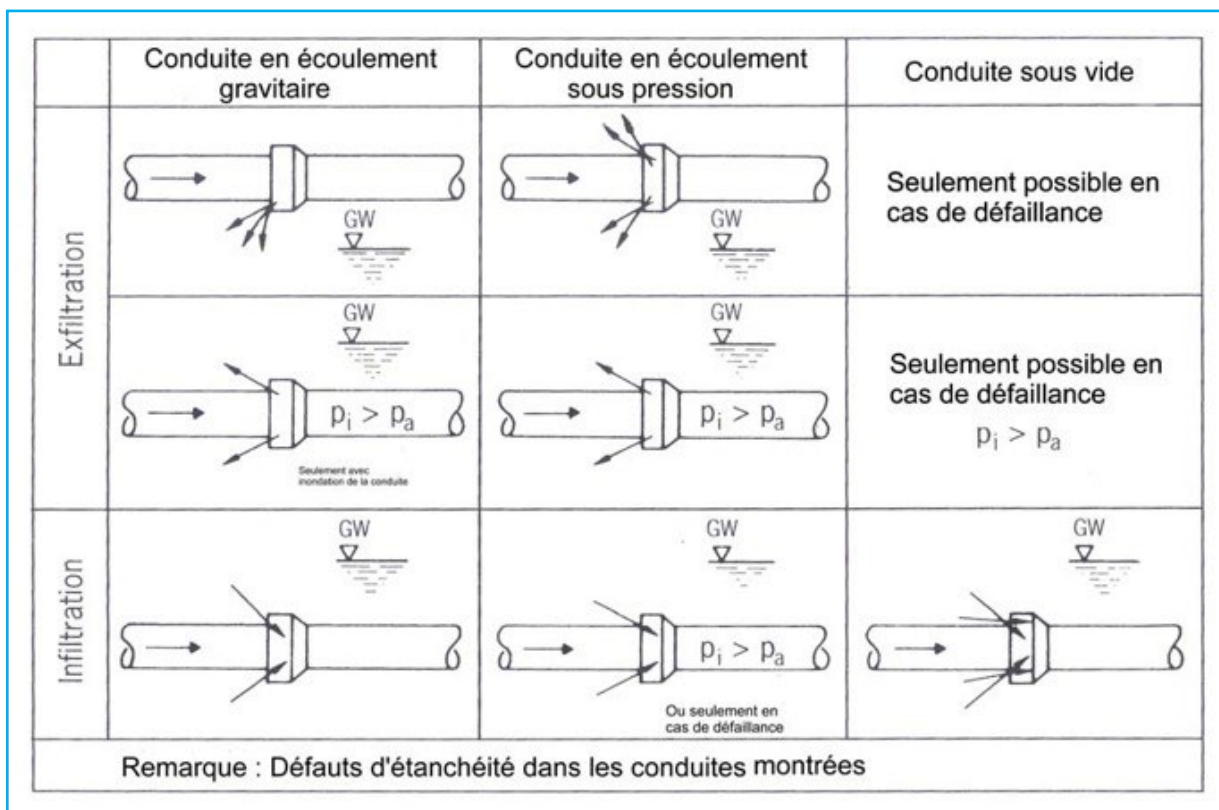 Conduite en écoulement
gravitaire
Conduite en écoulement
sous pression
Conduite sous vide
Exfiltration
GW
GW
Seulement possible en
cas de défaillance
GW
pi > pa
Seulement avec
inondation de la conduite
GW
pi > pa
Seulement possible en
cas de défaillance
pi > pa
Infiltration
GW
GW
pi > pa
Ou seulement en
cas de défaillance
GW
Remarque : Défauts d'étanchéité dans les conduites montrées